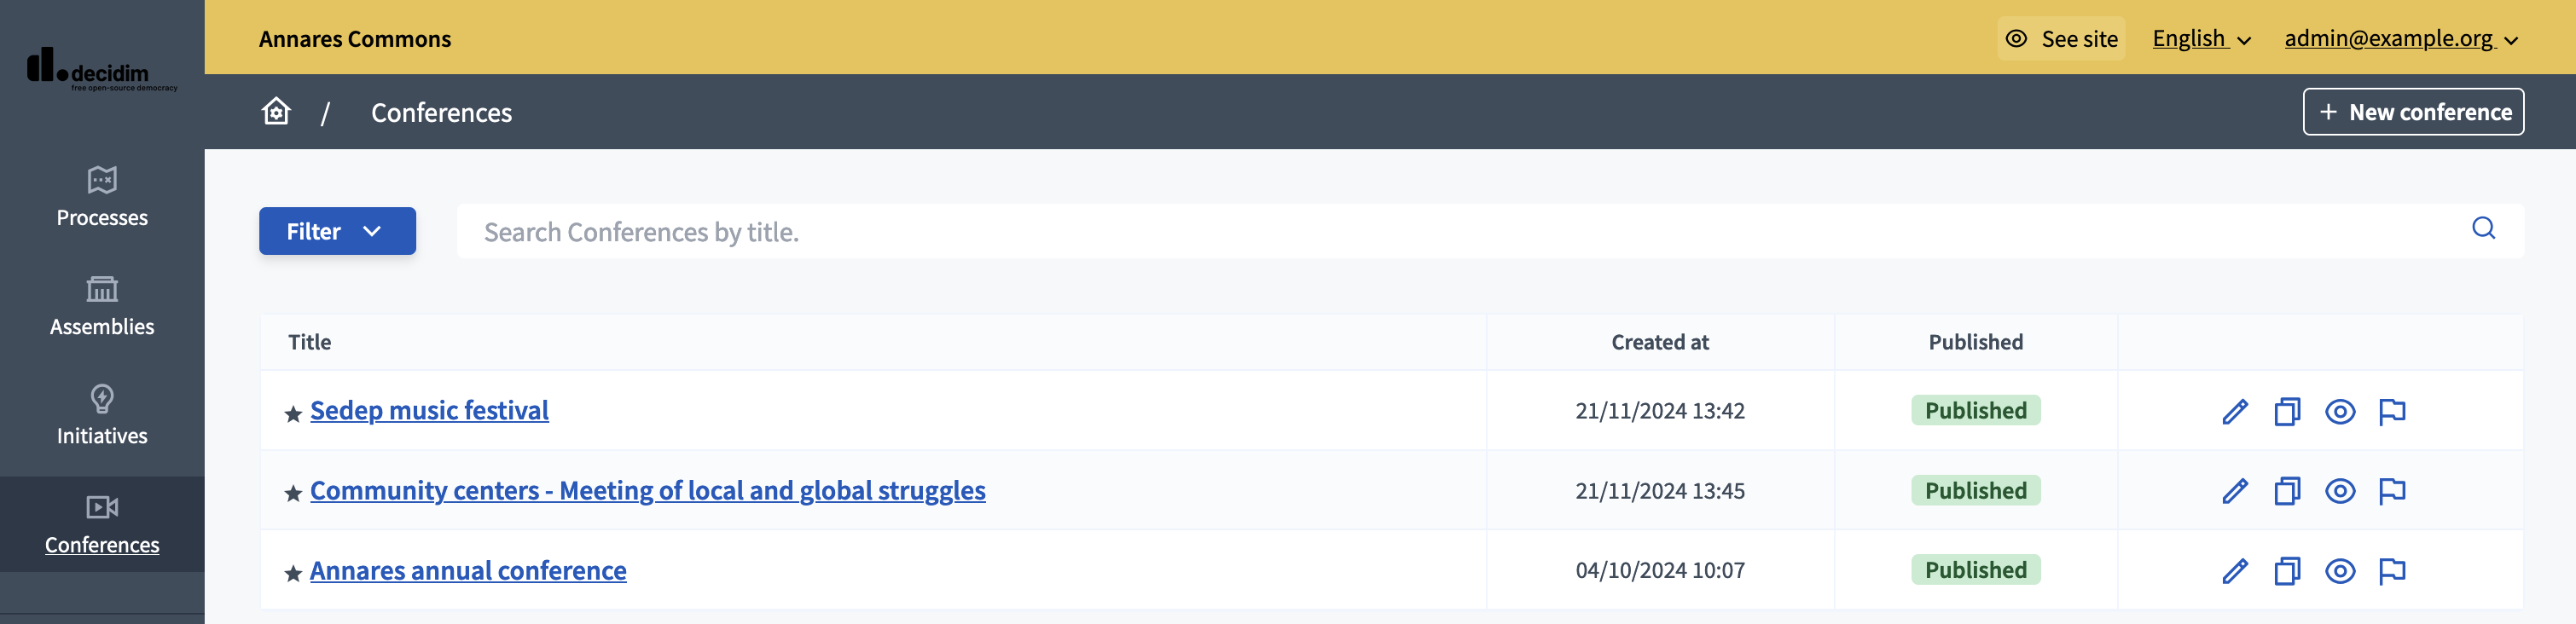 Annares Commons
See site
English
admin@example.org
decidim
free open-source democracy
/ Conferences
+ New conference
Processes
Assemblies
Initiatives
Conferences
Filter
Search Conferences by title.
Title Created at Published
Sedep music festival 21/11/2024 13:42 Published
Community centers - Meeting of local and global struggles 21/11/2024 13:45 Published
Annares annual conference 04/10/2024 10:07 Published